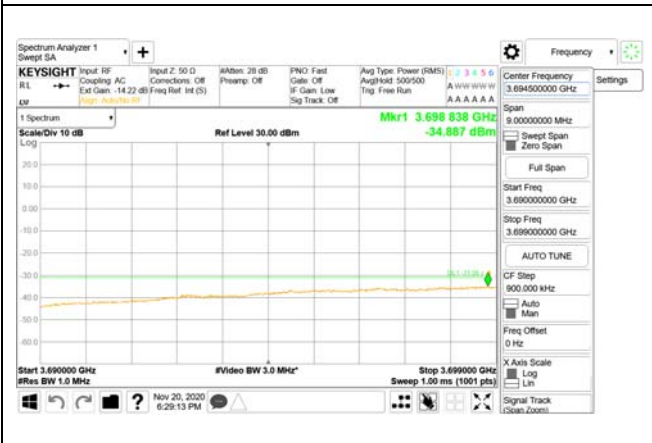 Spectrum Analyzer 1
Swept SA
Frequency
KEYSIGHT
RL
Input: RF
Coupling: AC
Ext Gain: -14.22 dB
Align: Auto/No RF
Input Z: 50 Ω
Corrections: Off
Freq Ref: Int (S)
#Atten: 28 dB
Preamp: Off
PNO: Fast
Gate: Off
IF Gain: Low
Sig Track: Off
Avg Type: Power (RMS)
Avg|Hold: 500/500
Trig: Free Run
1 2 3 4 5 6
A W W W W W
A A A A A A
1 Spectrum
Scale/Div 10 dB
Log
Ref Level 30.00 dBm
Mkr1 3.698 838 GHz
-34.887 dBm
20.0
10.0
0.00
-10.0
-20.0
-30.0
-40.0
-50.0
-60.0
Start 3.690000 GHz
#Res BW 1.0 MHz
#Video BW 3.0 MHz*
Stop 3.699000 GHz
Sweep 1.00 ms (1001 pts)
Nov 20, 2020
6:29:13 PM
Center Frequency
3.694500000 GHz
Settings
Span
9.00000000 MHz
Swept Span
Zero Span
Full Span
Start Freq
3.690000000 GHz
Stop Freq
3.699000000 GHz
AUTO TUNE
CF Step
900.000 kHz
Auto
Man
Freq Offset
0 Hz
X Axis Scale
Log
Lin
Signal Track
(Span Zoom)